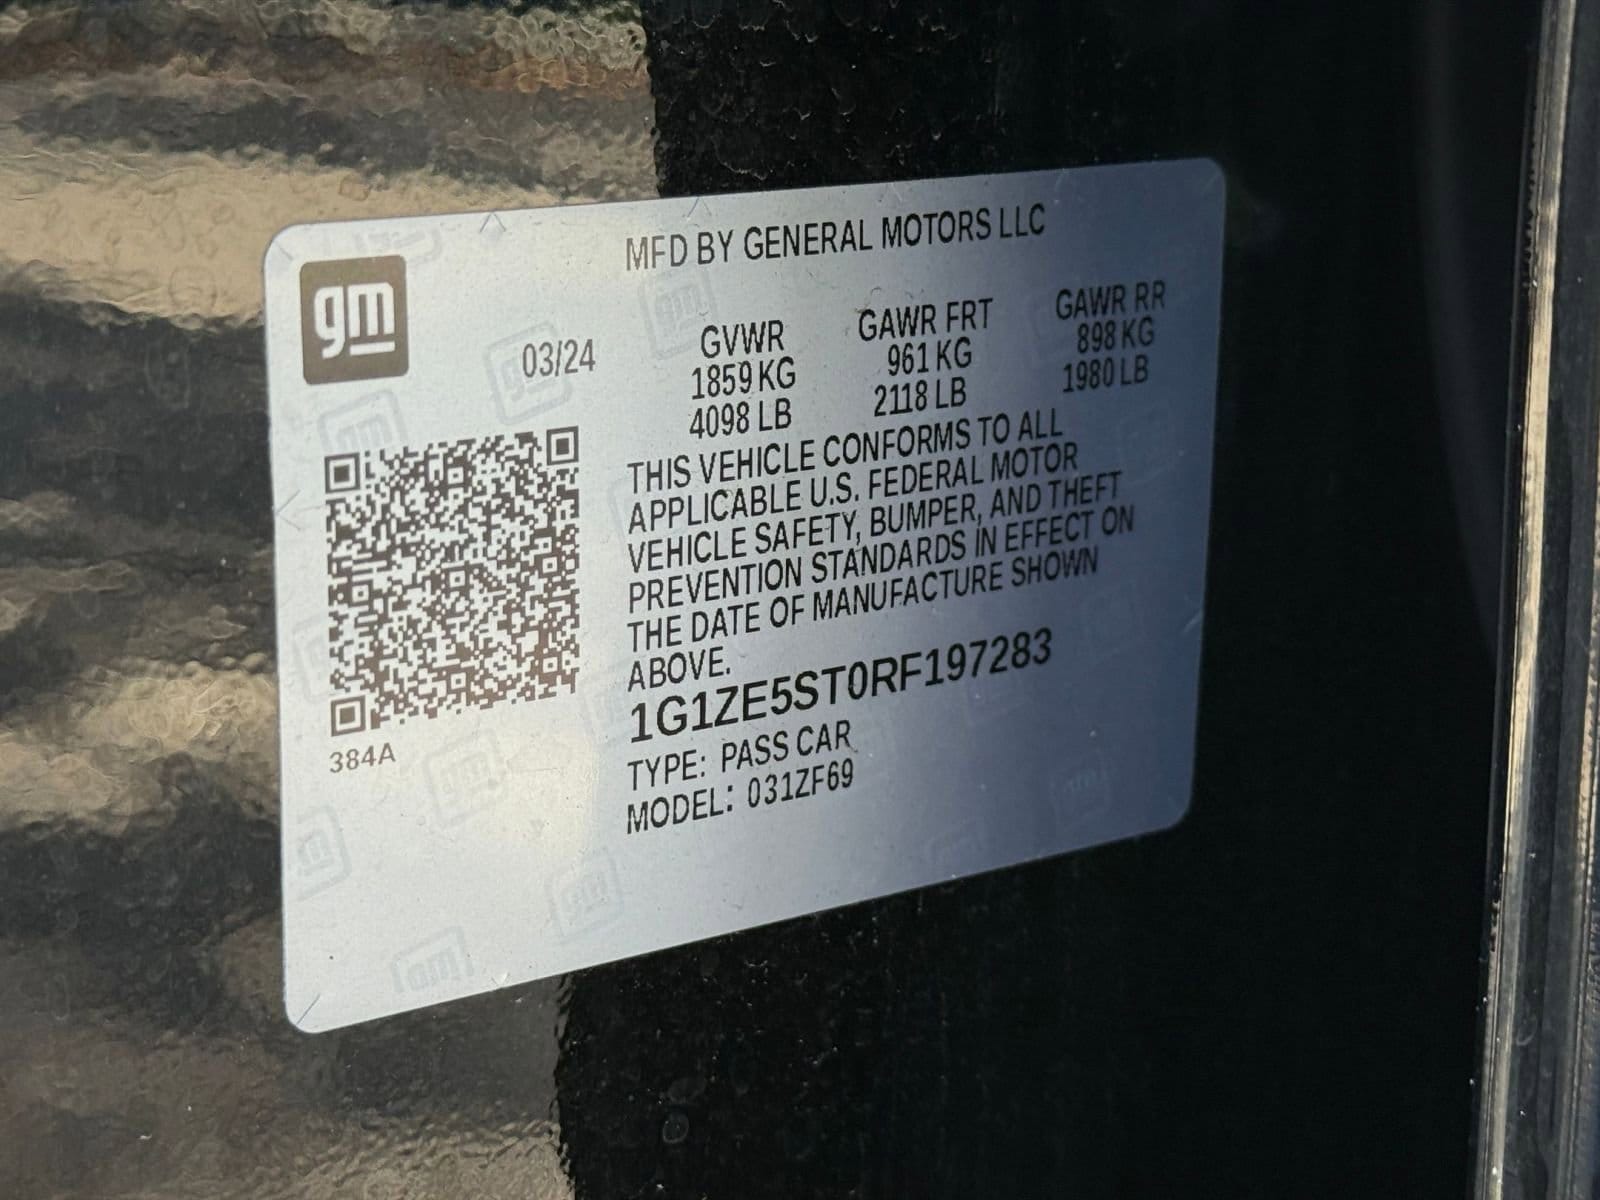 MFD BY GENERAL MOTORS LLC
gm
03/24
GVWR
1859 KG
4098 LB
GAWR FRT
961 KG
2118 LB
GAWR RR
898 KG
1980 LB
THIS VEHICLE CONFORMS TO ALL
APPLICABLE U.S. FEDERAL MOTOR
VEHICLE SAFETY, BUMPER, AND THEFT
PREVENTION STANDARDS IN EFFECT ON
THE DATE OF MANUFACTURE SHOWN
ABOVE.
1G1ZE5ST0RF197283
TYPE: PASS CAR
MODEL: 031ZF69
384A